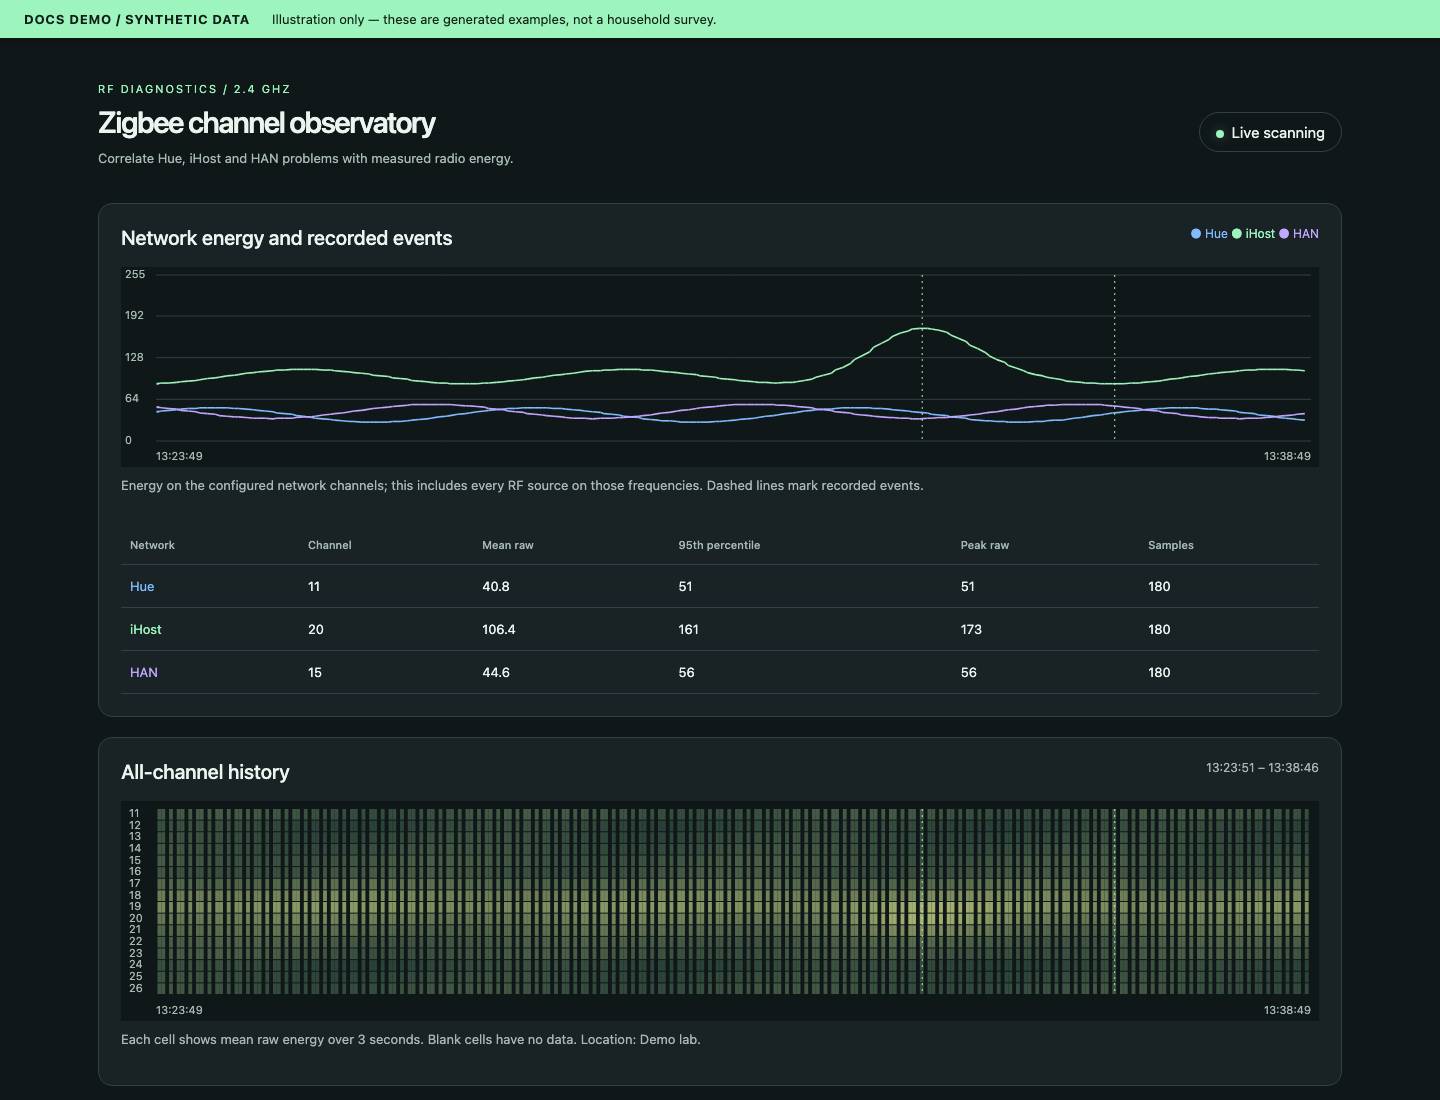 DOCS DEMO / SYNTHETIC DATA Illustration only — these are generated examples, not a household survey.
RF DIAGNOSTICS / 2.4 GHZ
Zigbee channel observatory
Live scanning
Correlate Hue, iHost and HAN problems with measured radio energy.
Network energy and recorded events
Hue iHost HAN
255
192
128
64
0
13:23:49 13:38:49
Energy on the configured network channels; this includes every RF source on those frequencies. Dashed lines mark recorded events.
Network Channel Mean raw 95th percentile Peak raw Samples
Hue 11 40.8 51 51 180
iHost 20 106.4 161 173 180
HAN 15 44.6 56 56 180
All-channel history
13:23:51 – 13:38:46
11
12
13
14
15
16
17
18
19
20
21
22
23
24
25
26
13:23:49 13:38:49
Each cell shows mean raw energy over 3 seconds. Blank cells have no data. Location: Demo lab.